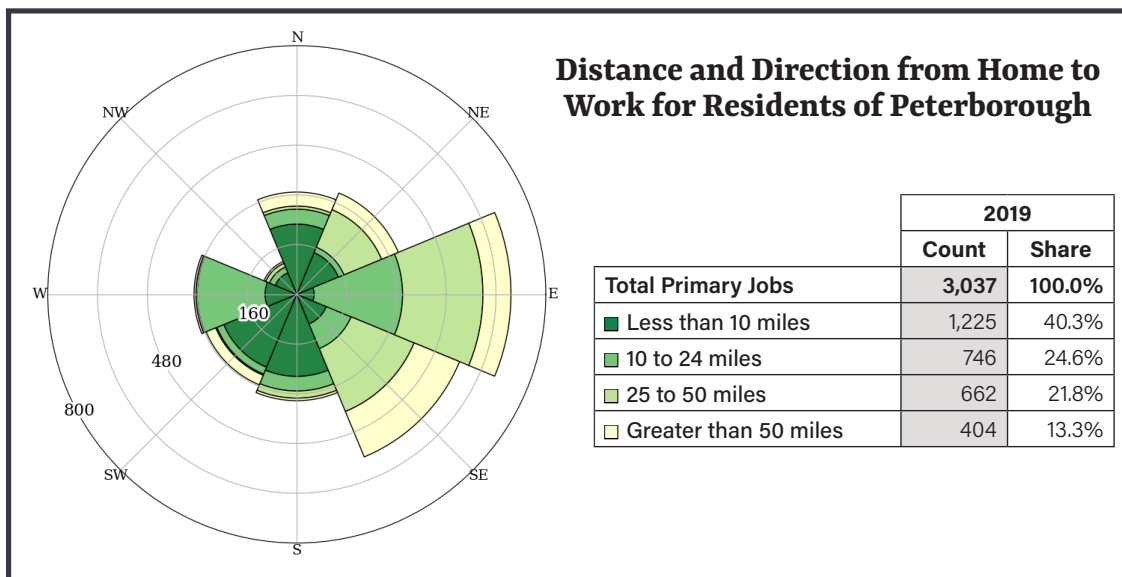 Distance and Direction from Home to
Work for Residents of Peterborough
N
NW
NE
W
E
160
480
800
SW
SE
S
2019
Count Share
Total Primary Jobs 3,037 100.0%
Less than 10 miles 1,225 40.3%
10 to 24 miles 746 24.6%
25 to 50 miles 662 21.8%
Greater than 50 miles 404 13.3%